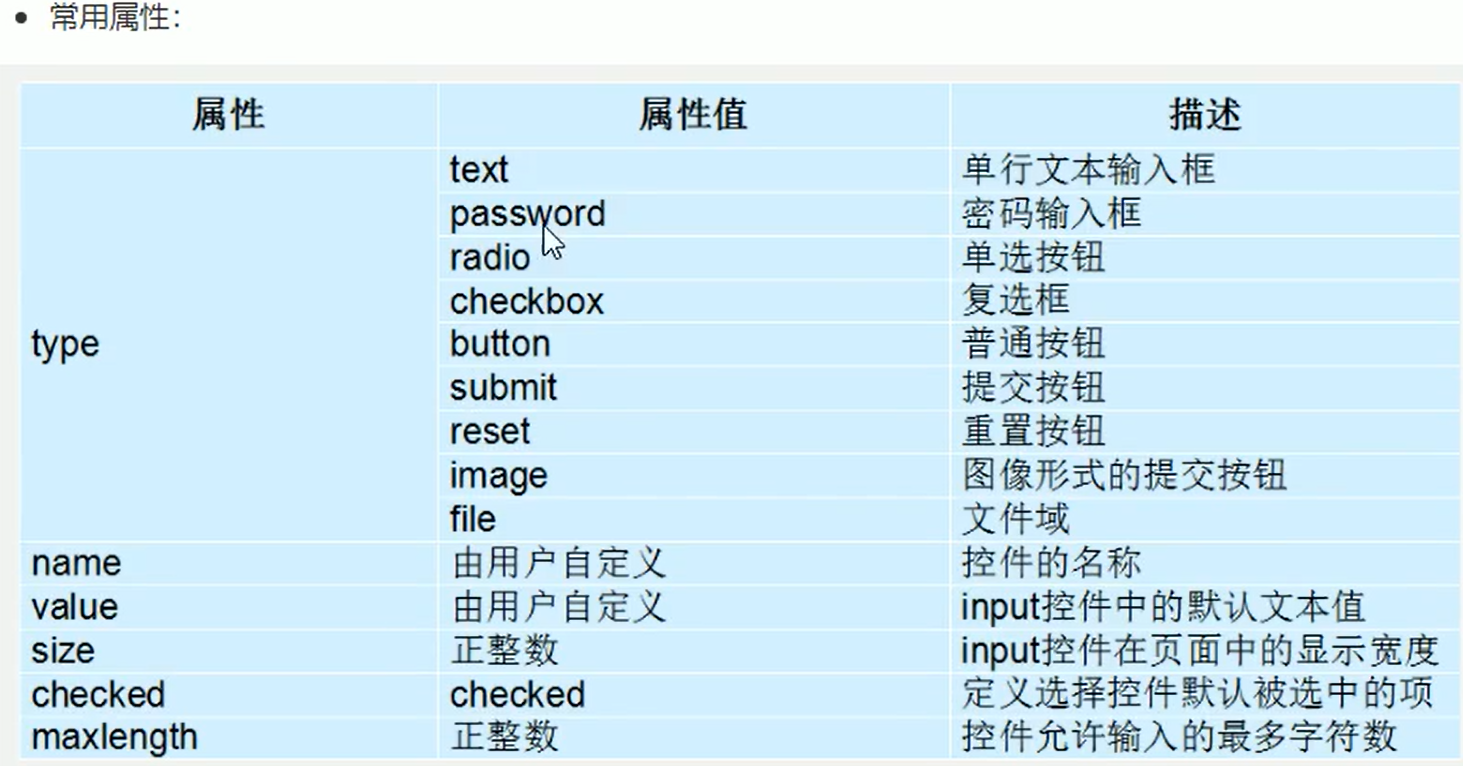 常用属性：
属性 属性值 描述
text 单行文本输入框
password 密码输入框
radio 单选按钮
checkbox 复选框
type button 普通按钮
submit 提交按钮
reset 重置按钮
image 图像形式的提交按钮
file 文件域
name 由用户自定义 控件的名称
value 由用户自定义 input控件中的默认文本值
size 正整数 input控件在页面中的显示宽度
checked checked 定义选择控件默认被选中的项
maxlength 正整数 控件允许输入的最多字符数